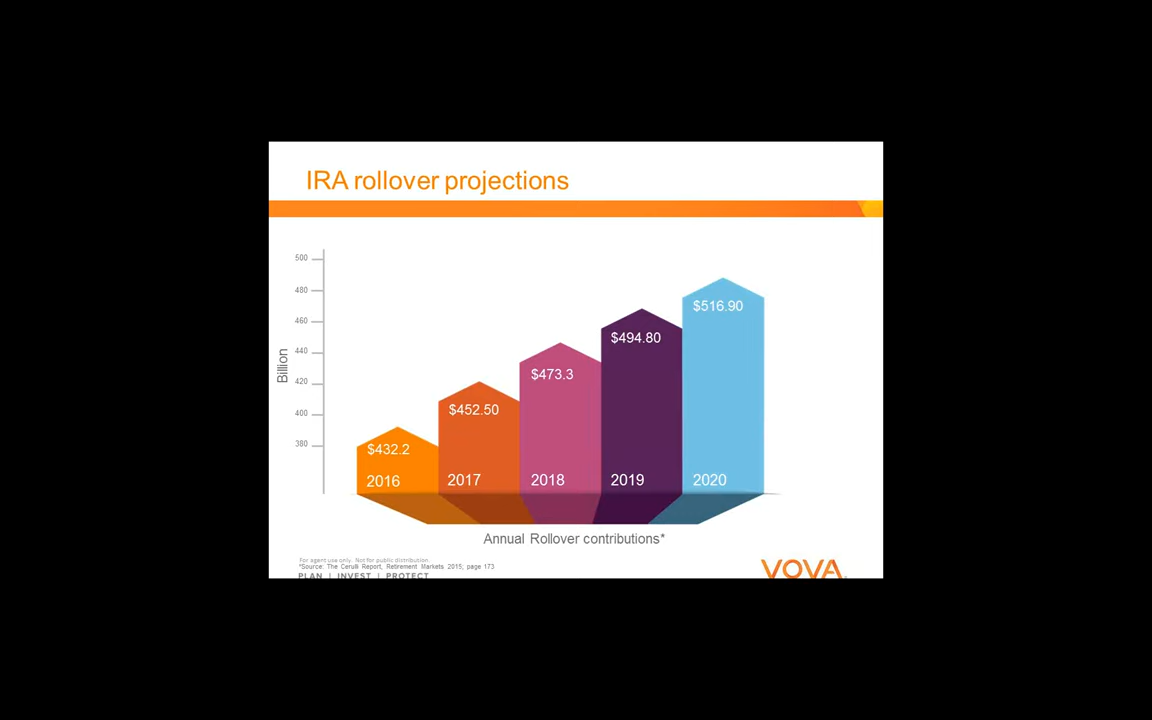 IRA rollover projections
500
480
460
440
420
400
380
Billion
$432.2
$452.50
$473.3
$494.80
$516.90
2016
2017
2018
2019
2020
Annual Rollover contributions*
For agent use only. Not for public distribution.
*Source: The Cerulli Report, Retirement Markets 2015; page 173
PLAN | INVEST | PROTECT
VOYA